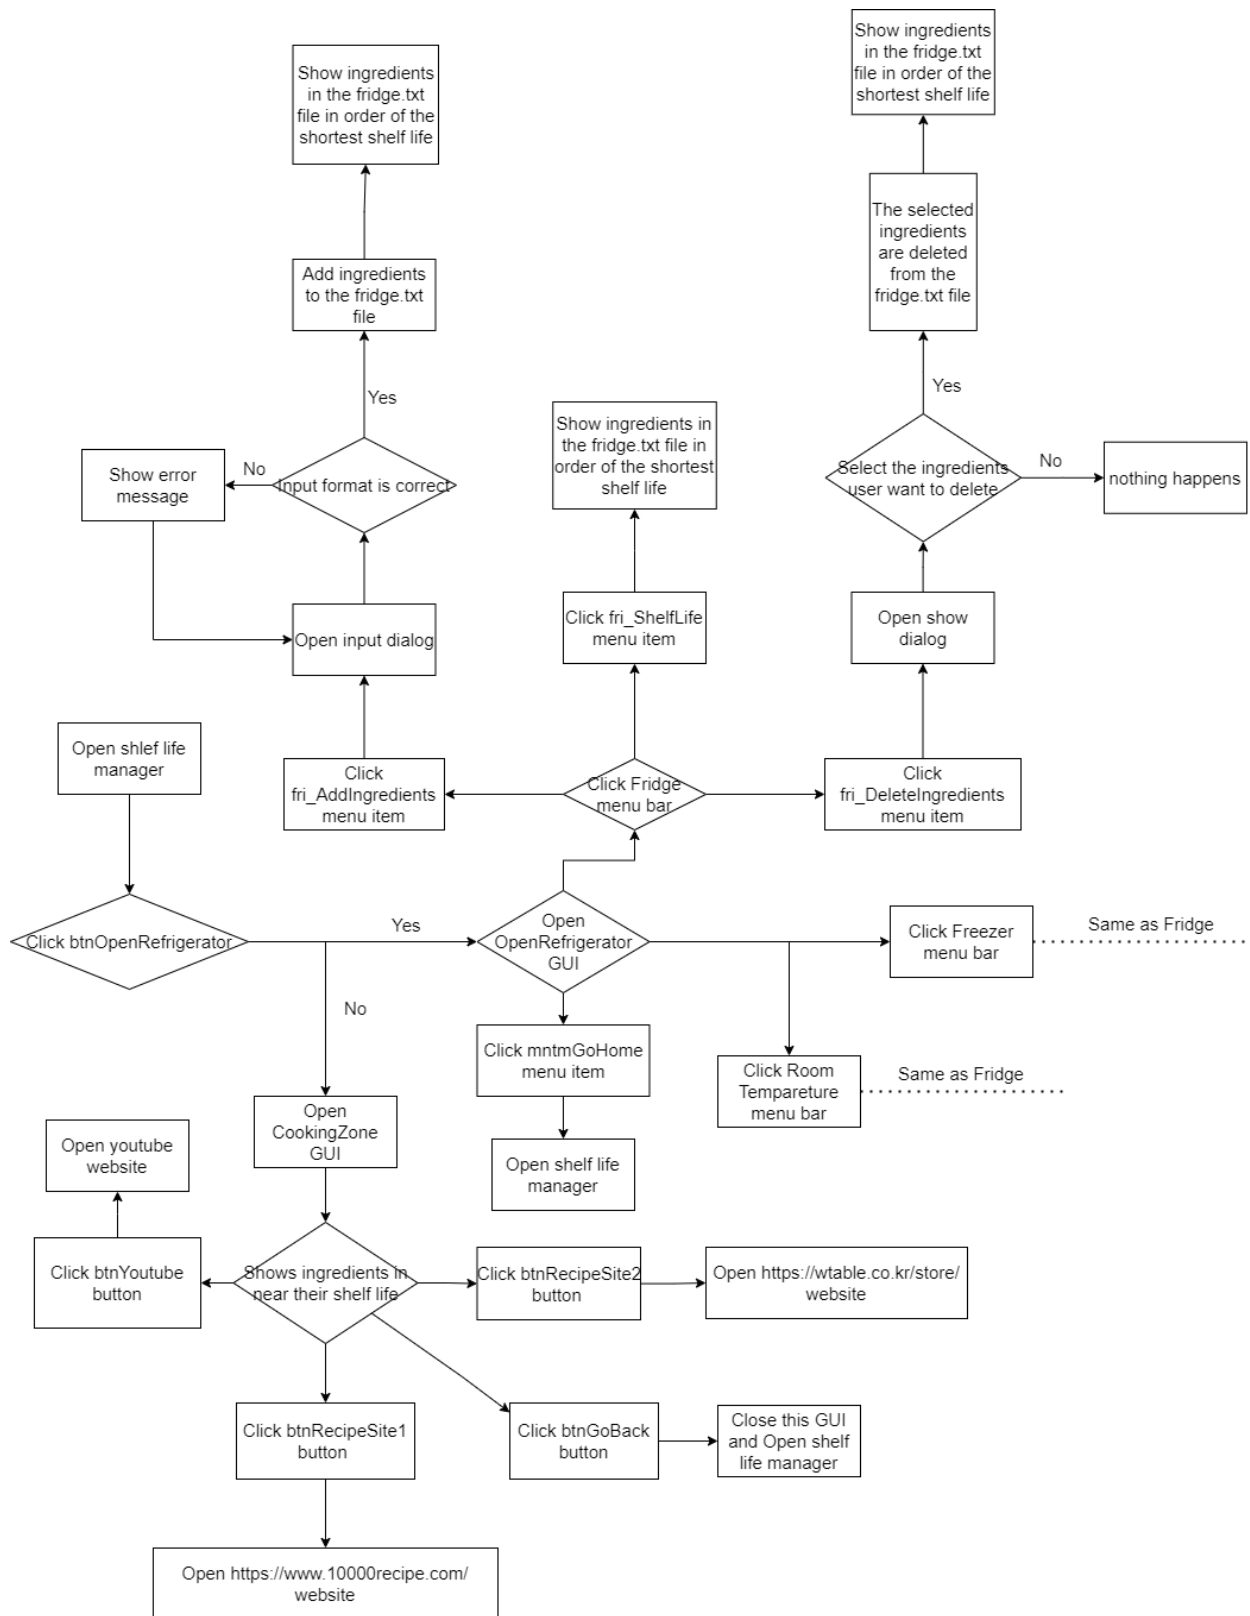 Show ingredients
in the fridge.txt
file in order of the
shortest shelf life
Show ingredients
in the fridge.txt
file in order of the
shortest shelf life
The selected
ingredients
are deleted
from the
fridge.txt file
Add ingredients
to the fridge.txt
file
Yes
Yes
Show ingredients in
the fridge.txt file in
order of the shortest
shelf life
Show error
message
No
Input format is correct
Select the ingredients
user want to delete
No
nothing happens
Open input dialog
Click fri_ShelfLife
menu item
Open show
dialog
Open shlef life
manager
Click
fri_AddIngredients
menu item
Click Fridge
menu bar
Click
fri_DeleteIngredients
menu item
Click btnOpenRefrigerator
Yes
Open
OpenRefrigerator
GUI
Click Freezer
menu bar
Same as Fridge
No
Click mntmGoHome
menu item
Click Room
Tempareture
menu bar
Same as Fridge
Open
CookingZone
GUI
Open youtube
website
Open shelf life
manager
Click btnYoutube
button
Shows ingredients in
near their shelf life
Click btnRecipeSite2
button
Open https://wtable.co.kr/store/
website
Click btnRecipeSite1
button
Click btnGoBack
button
Close this GUI
and Open shelf
life manager
Open https://www.10000recipe.com/
website